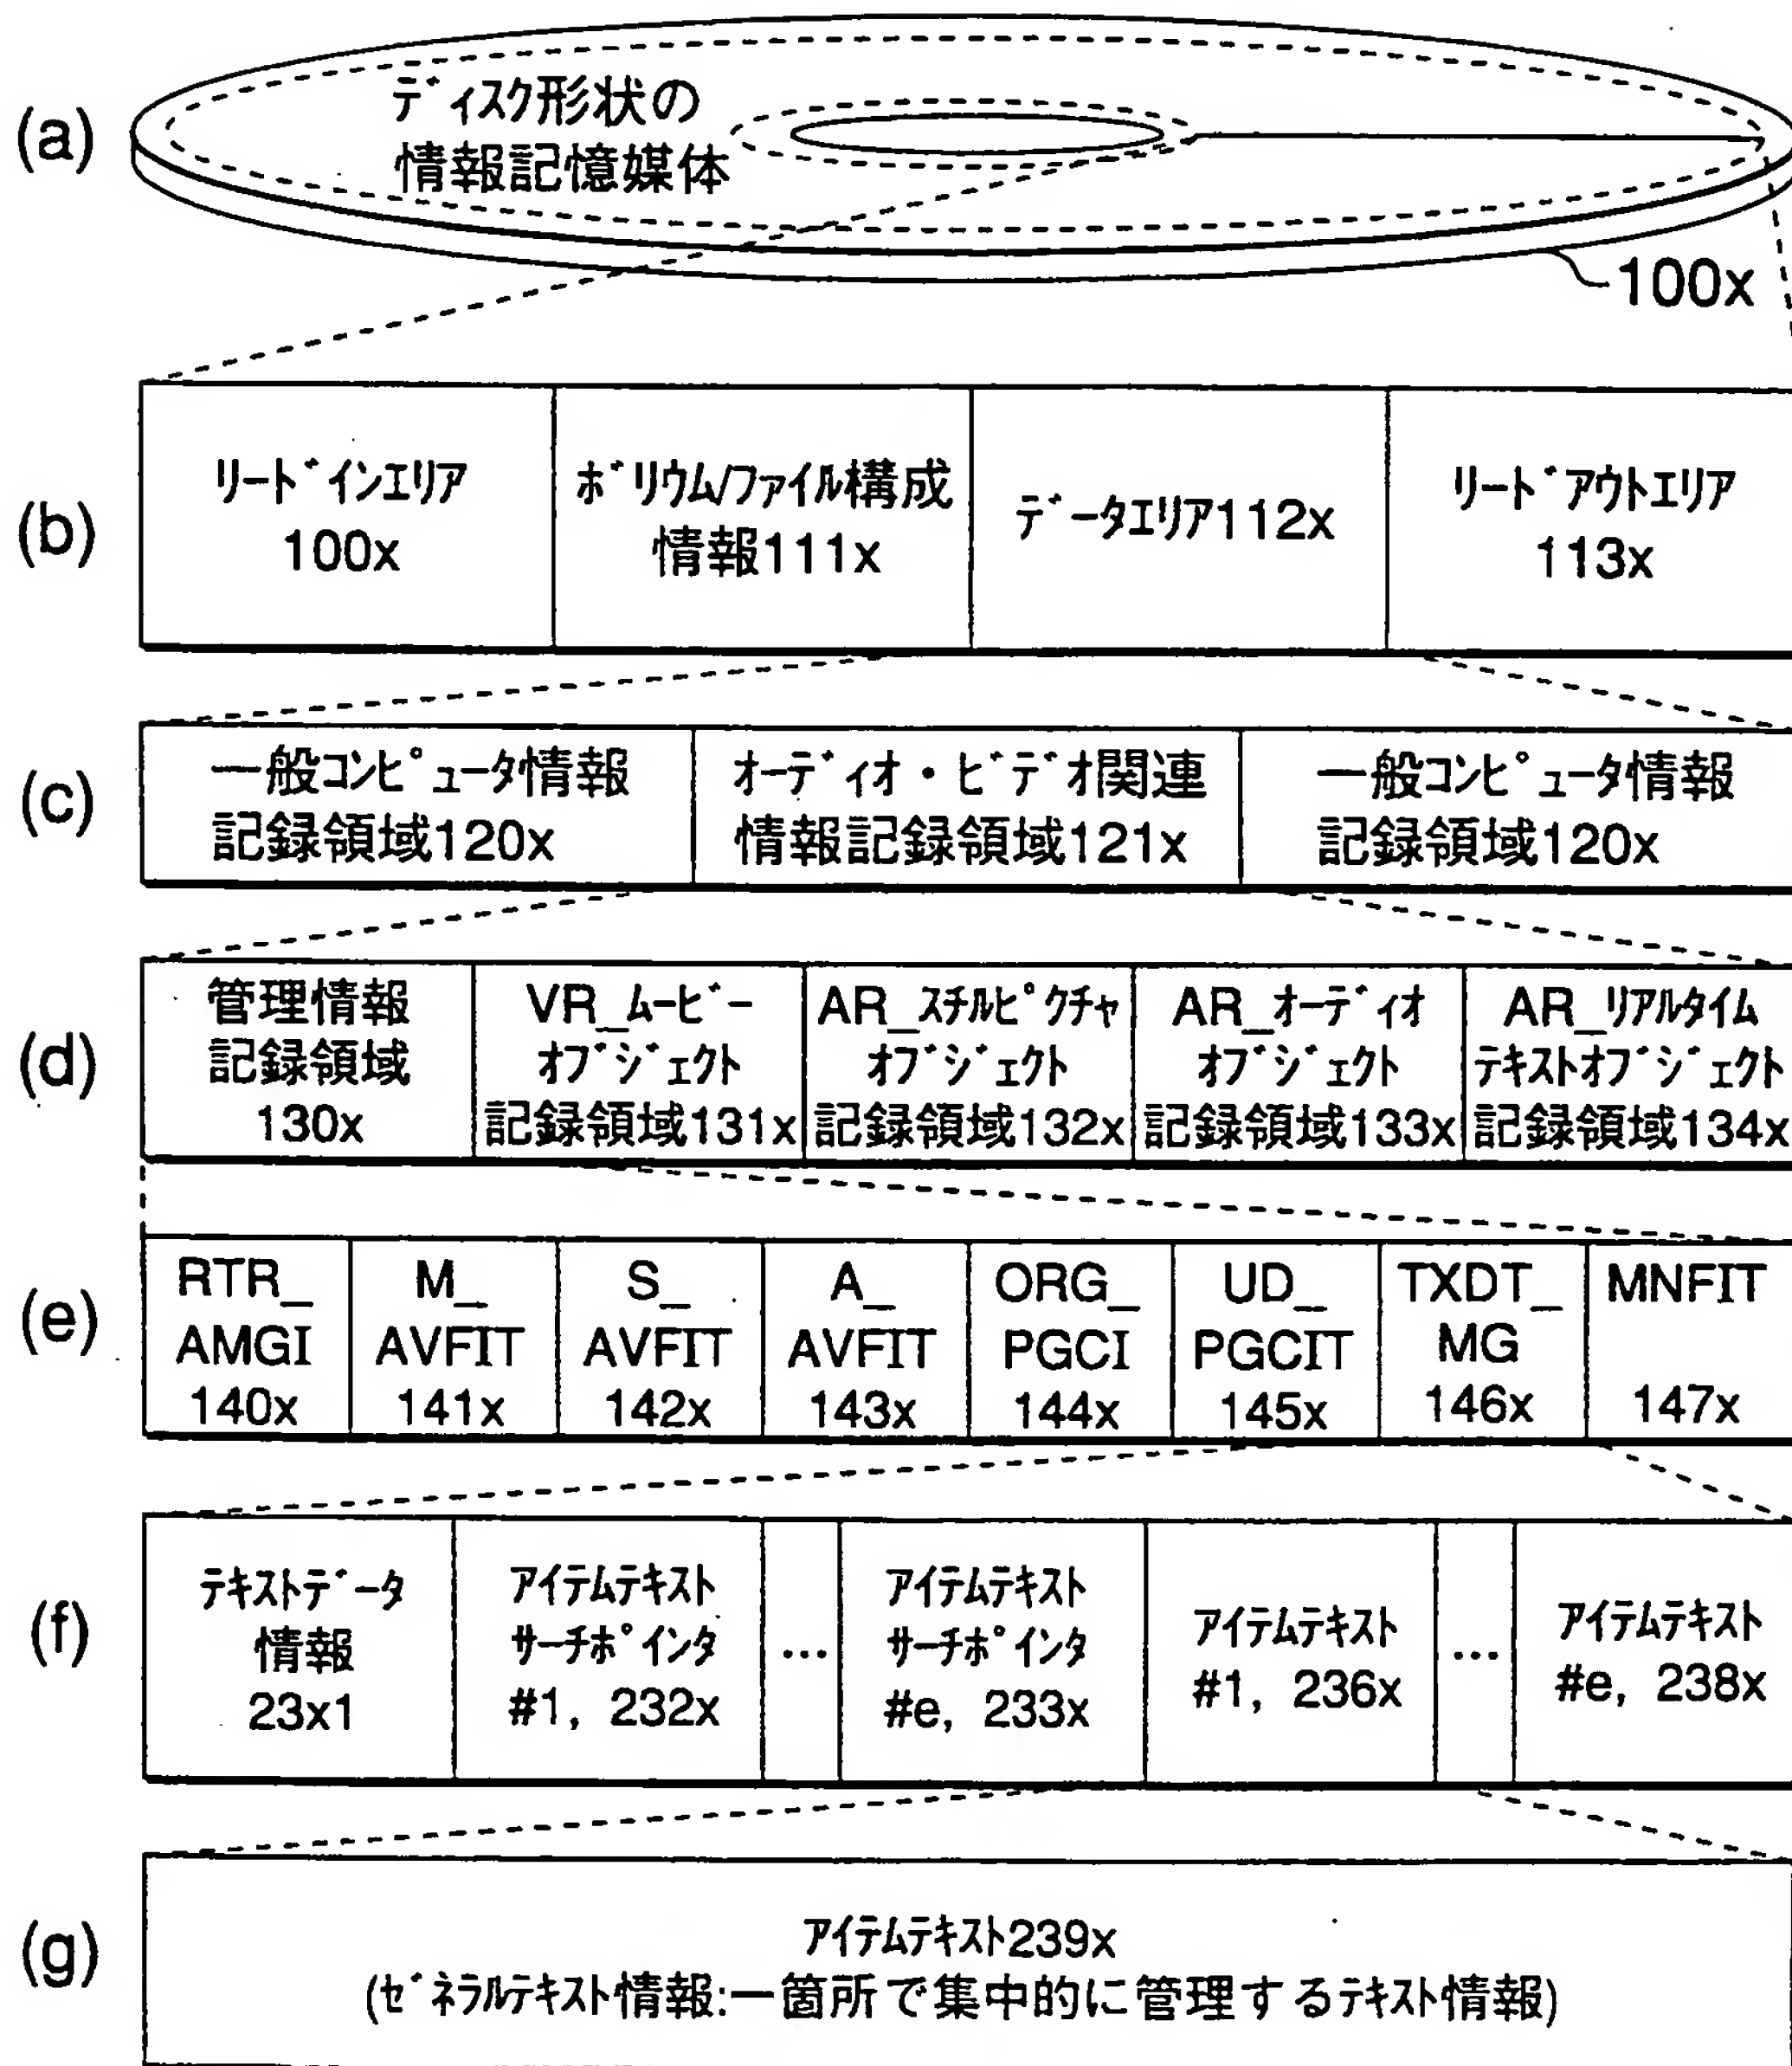 (a)
ディスク形状の
情報記憶媒体
100x
(b)
リードインエリア
100x
ボリウム/ファイル構成
情報111x
データエリア112x
リードアウトエリア
113x
(c)
一般コンピュータ情報
記録領域120x
オーディオ・ビデオ関連
情報記録領域121x
一般コンピュータ情報
記録領域120x
(d)
管理情報
記録領域
130x
VR_ムービー
オブジェクト
記録領域131x
AR_スチルピクチャ
オブジェクト
記録領域132x
AR_オーディオ
オブジェクト
記録領域133x
AR_リアルタイム
テキストオブジェクト
記録領域134x
(e)
RTR_
AMGI
140x
M_
AVFIT
141x
S_
AVFIT
142x
A_
AVFIT
143x
ORG_
PGCI
144x
UD_
PGCIT
145x
TXDT_
MG
146x
MNFIT
147x
(f)
テキストデータ
情報
23x1
アイテムテキスト
サーチポインタ
#1, 232x
...
アイテムテキスト
サーチポインタ
#e, 233x
アイテムテキスト
#1, 236x
...
アイテムテキスト
#e, 238x
(g)
アイテムテキスト239x
(ゼネラルテキスト情報:一箇所で集中的に管理するテキスト情報)